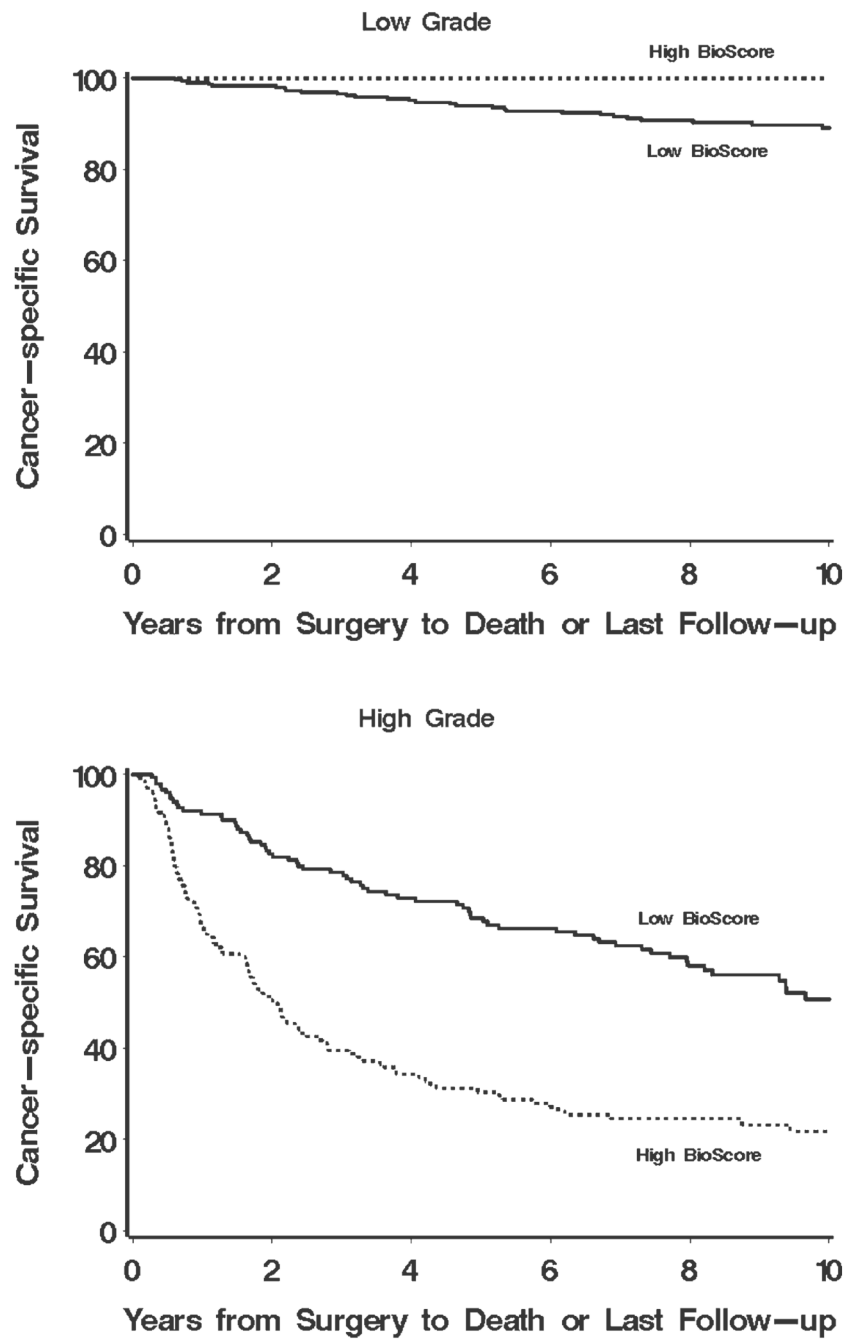 Low Grade
High BioScore
100
Low BioScore
80
60
40
20
0
0 2 4 6 8 10
Cancer—specific Survival
Years from Surgery to Death or Last Follow—up
High Grade
100
80
Low BioScore
60
40
20
High BioScore
0
0 2 4 6 8 10
Cancer—specific Survival
Years from Surgery to Death or Last Follow—up